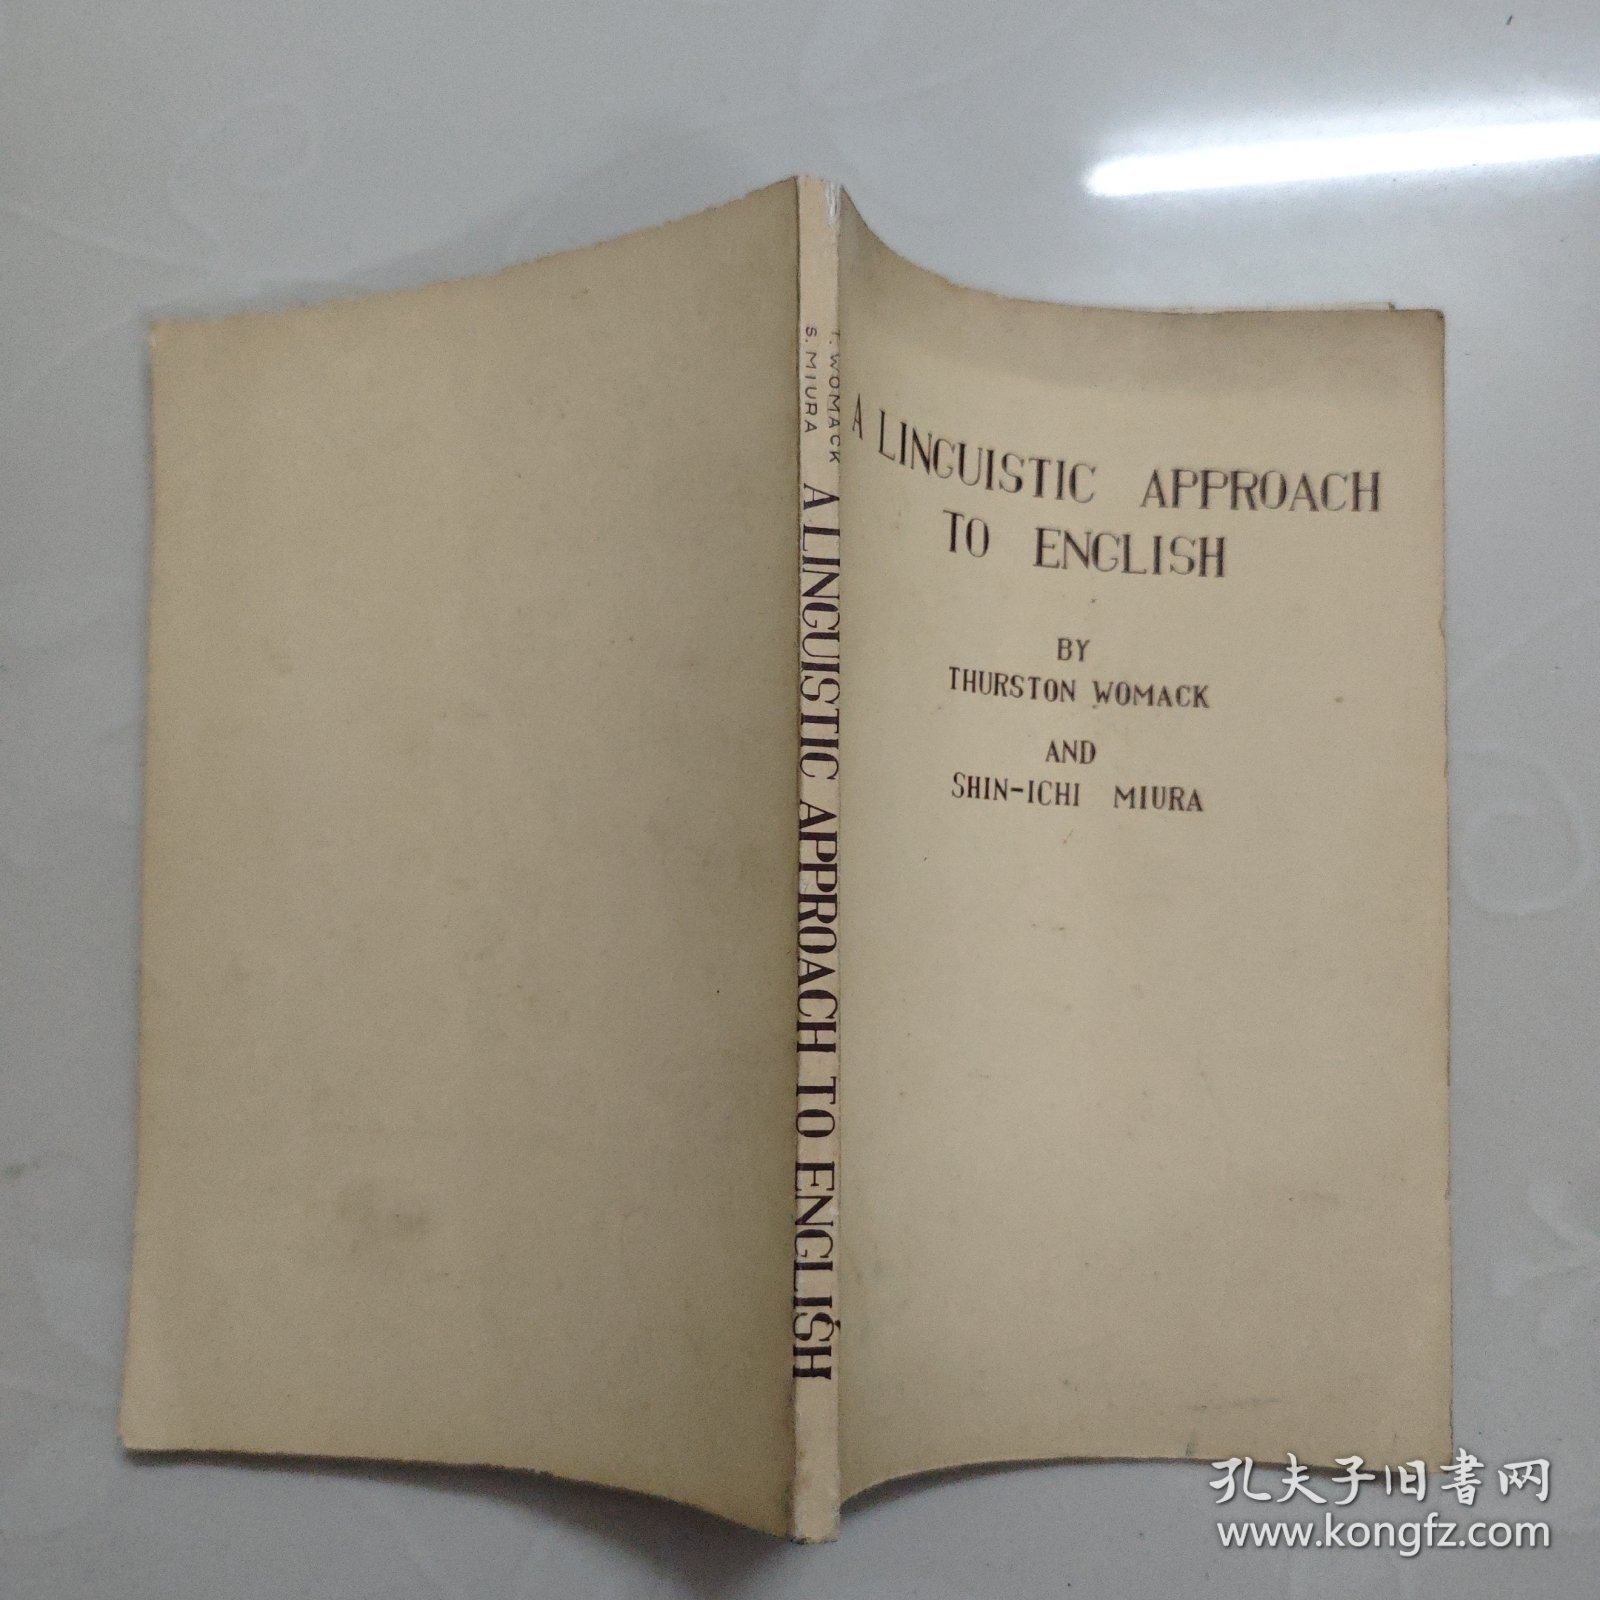 A LINGUISTIC APPROACH
TO ENGLISH
BY
THURSTON WOMACK
AND
SHIN-ICHI MIURA
T. WOMACK
S. MIURA
A LINGUISTIC APPROACH TO ENGLISH
孔夫子旧书网
www.kongfz.com